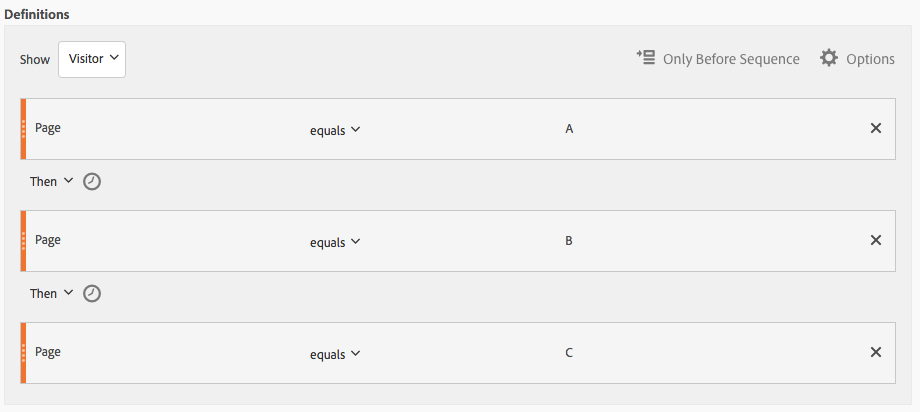 Definitions
Show Visitor Only Before Sequence Options
Page equals A
Then
Page equals B
Then
Page equals C